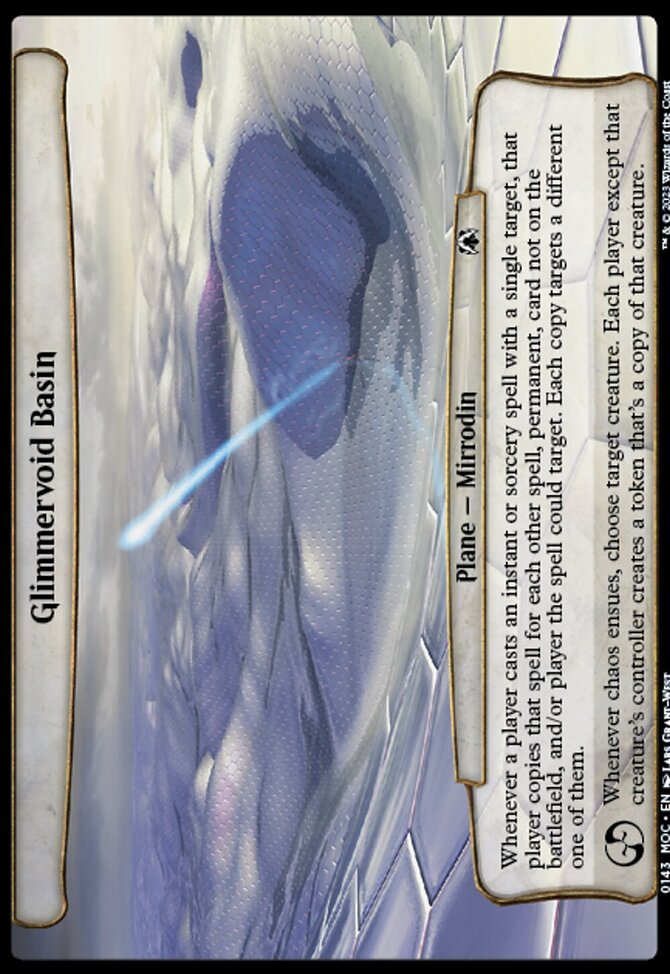 Glimmervoid Basin
Plane — Mirrodin
Whenever a player casts an instant or sorcery spell with a single target, that
player copies that spell for each other spell, permanent, card not on the
battlefield, and/or player the spell could target. Each copy targets a different
one of them.
Whenever chaos ensues, choose target creature. Each player except that
creature's controller creates a token that's a copy of that creature.
0143 MOC • EN Lars Grant-West
™ & © 2023 Wizards of the Coast